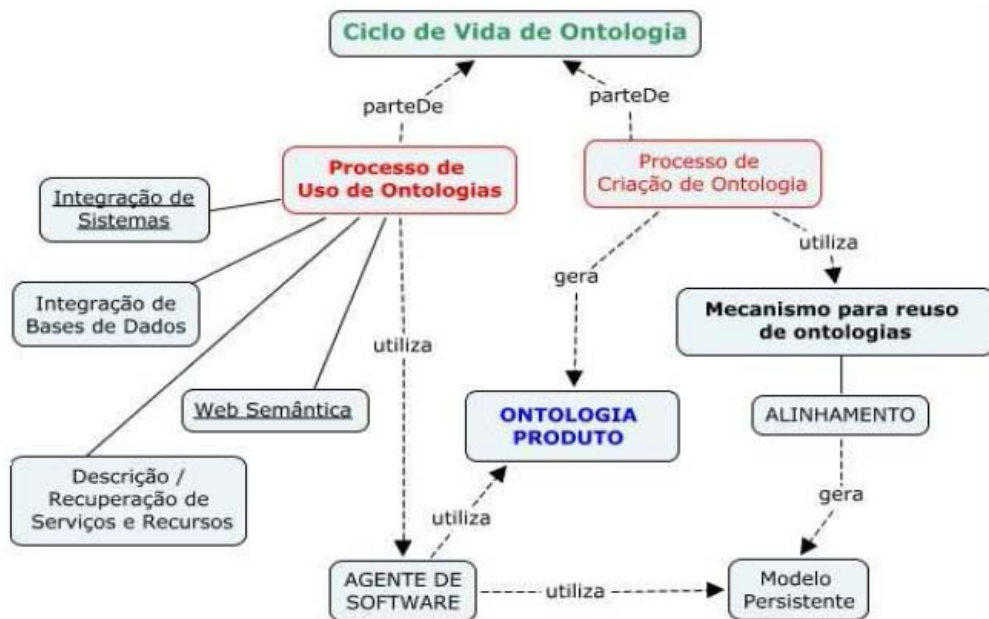 Ciclo de Vida de Ontologia
parteDe
parteDe
Processo de
Uso de Ontologias
Processo de
Criação de Ontologia
Integração de
Sistemas
utiliza
gera
Integração de
Bases de Dados
Mecanismo para reuso
de ontologias
utiliza
Web Semântica
ONTOLOGIA
PRODUTO
ALINHAMENTO
Descrição /
Recuperação de
Serviços e Recursos
gera
utiliza
AGENTE DE
SOFTWARE
utiliza
Modelo
Persistente